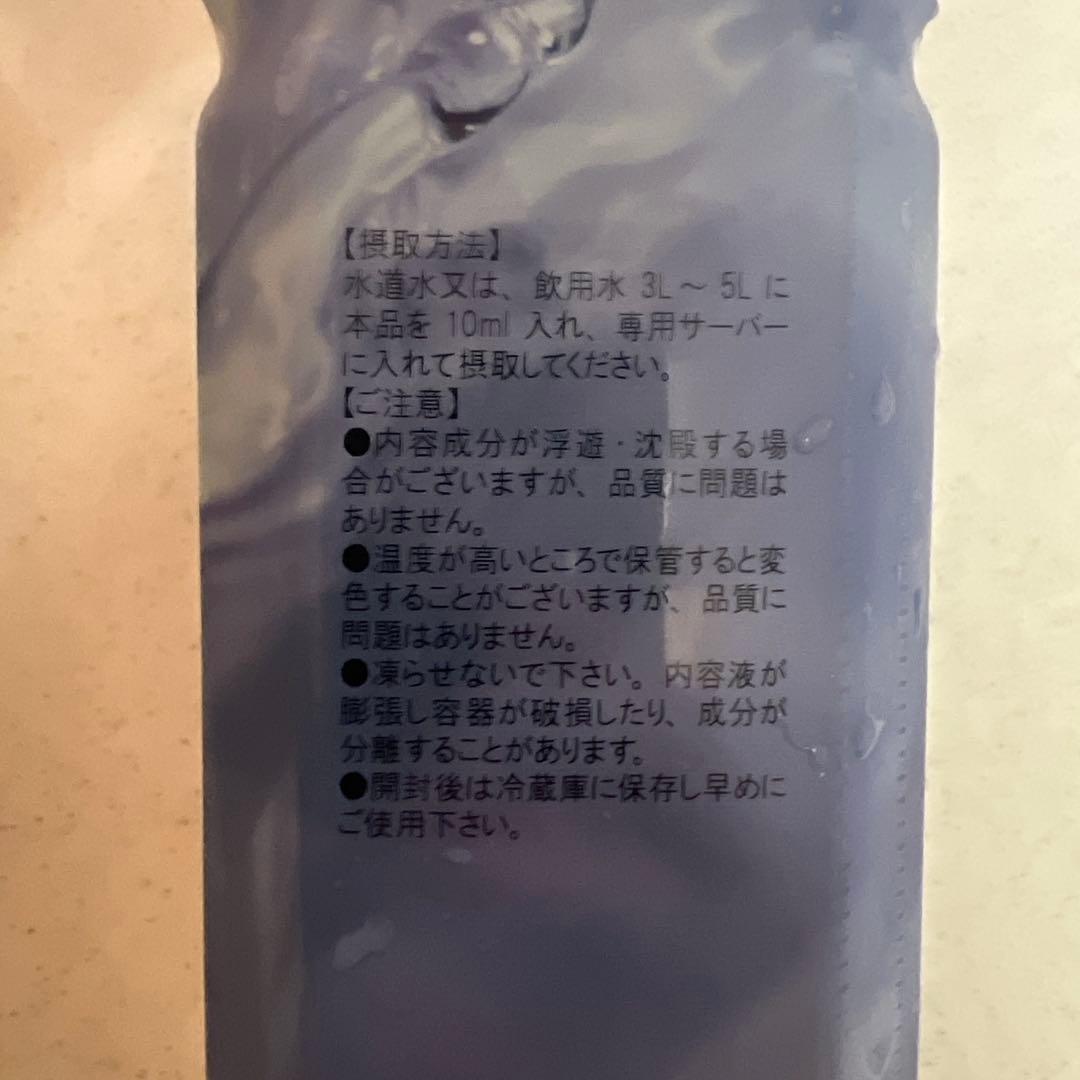 【摂取方法】
水道水又は、飲用水 3L～ 5L に
本品を 10ml 入れ、専用サーバー
に入れて摂取してください。
【ご注意】
●内容成分が浮遊・沈殿する場
合がございますが、品質に問題は
ありません。
●温度が高いところで保管すると変
色することがございますが、品質に
問題はありません。
●凍らせないで下さい。内容液が
膨張し容器が破損したり、成分が
分離することがあります。
●開封後は冷蔵庫に保存し早めに
ご使用下さい。